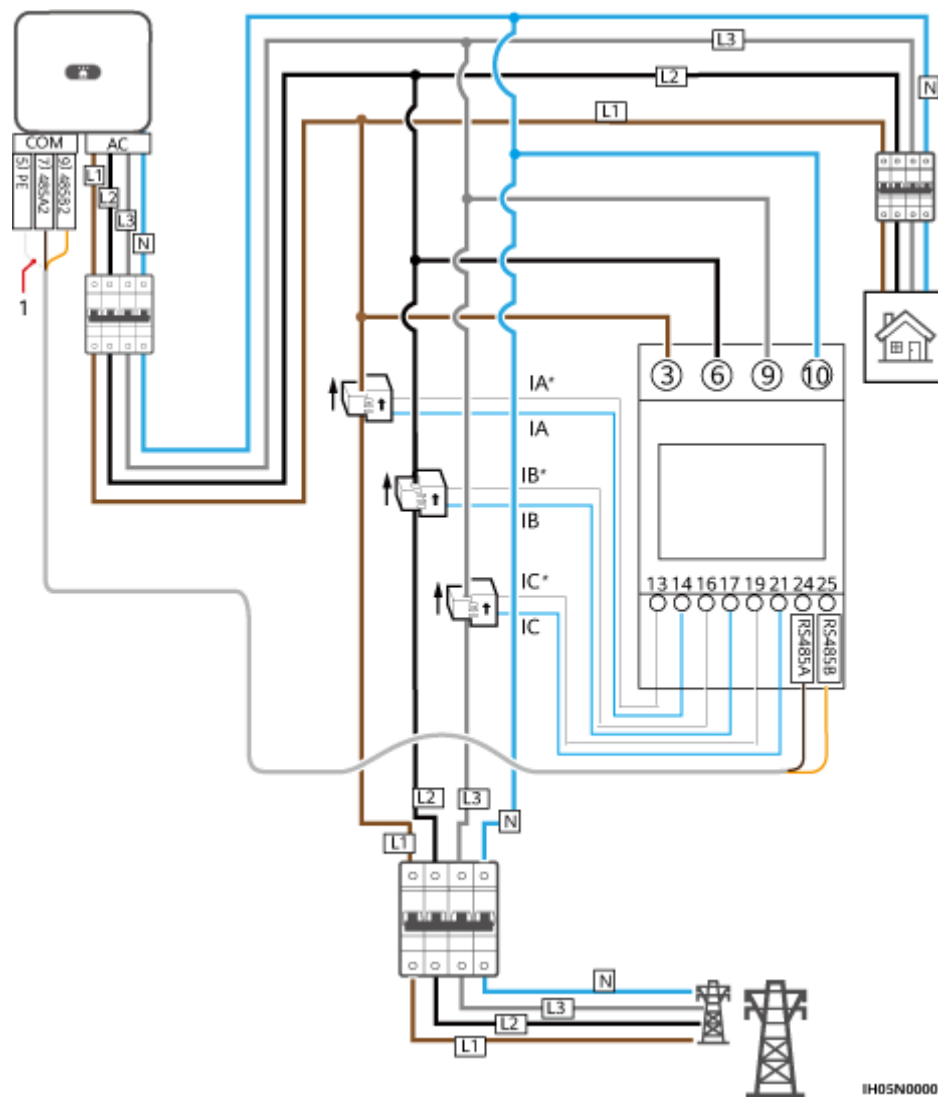 L3
L2
N
L1
COM
AC
5) PE
7) 485A2
9) 485B2
L1
L2
L3
N
1
3
6
9
10
IA*
IA
IB*
IB
IC*
IC
13 14 16 17 19 21 24 25
RS485A
RS485B
L2
L3
N
L1
N
L3
L2
L1
IH05N0000